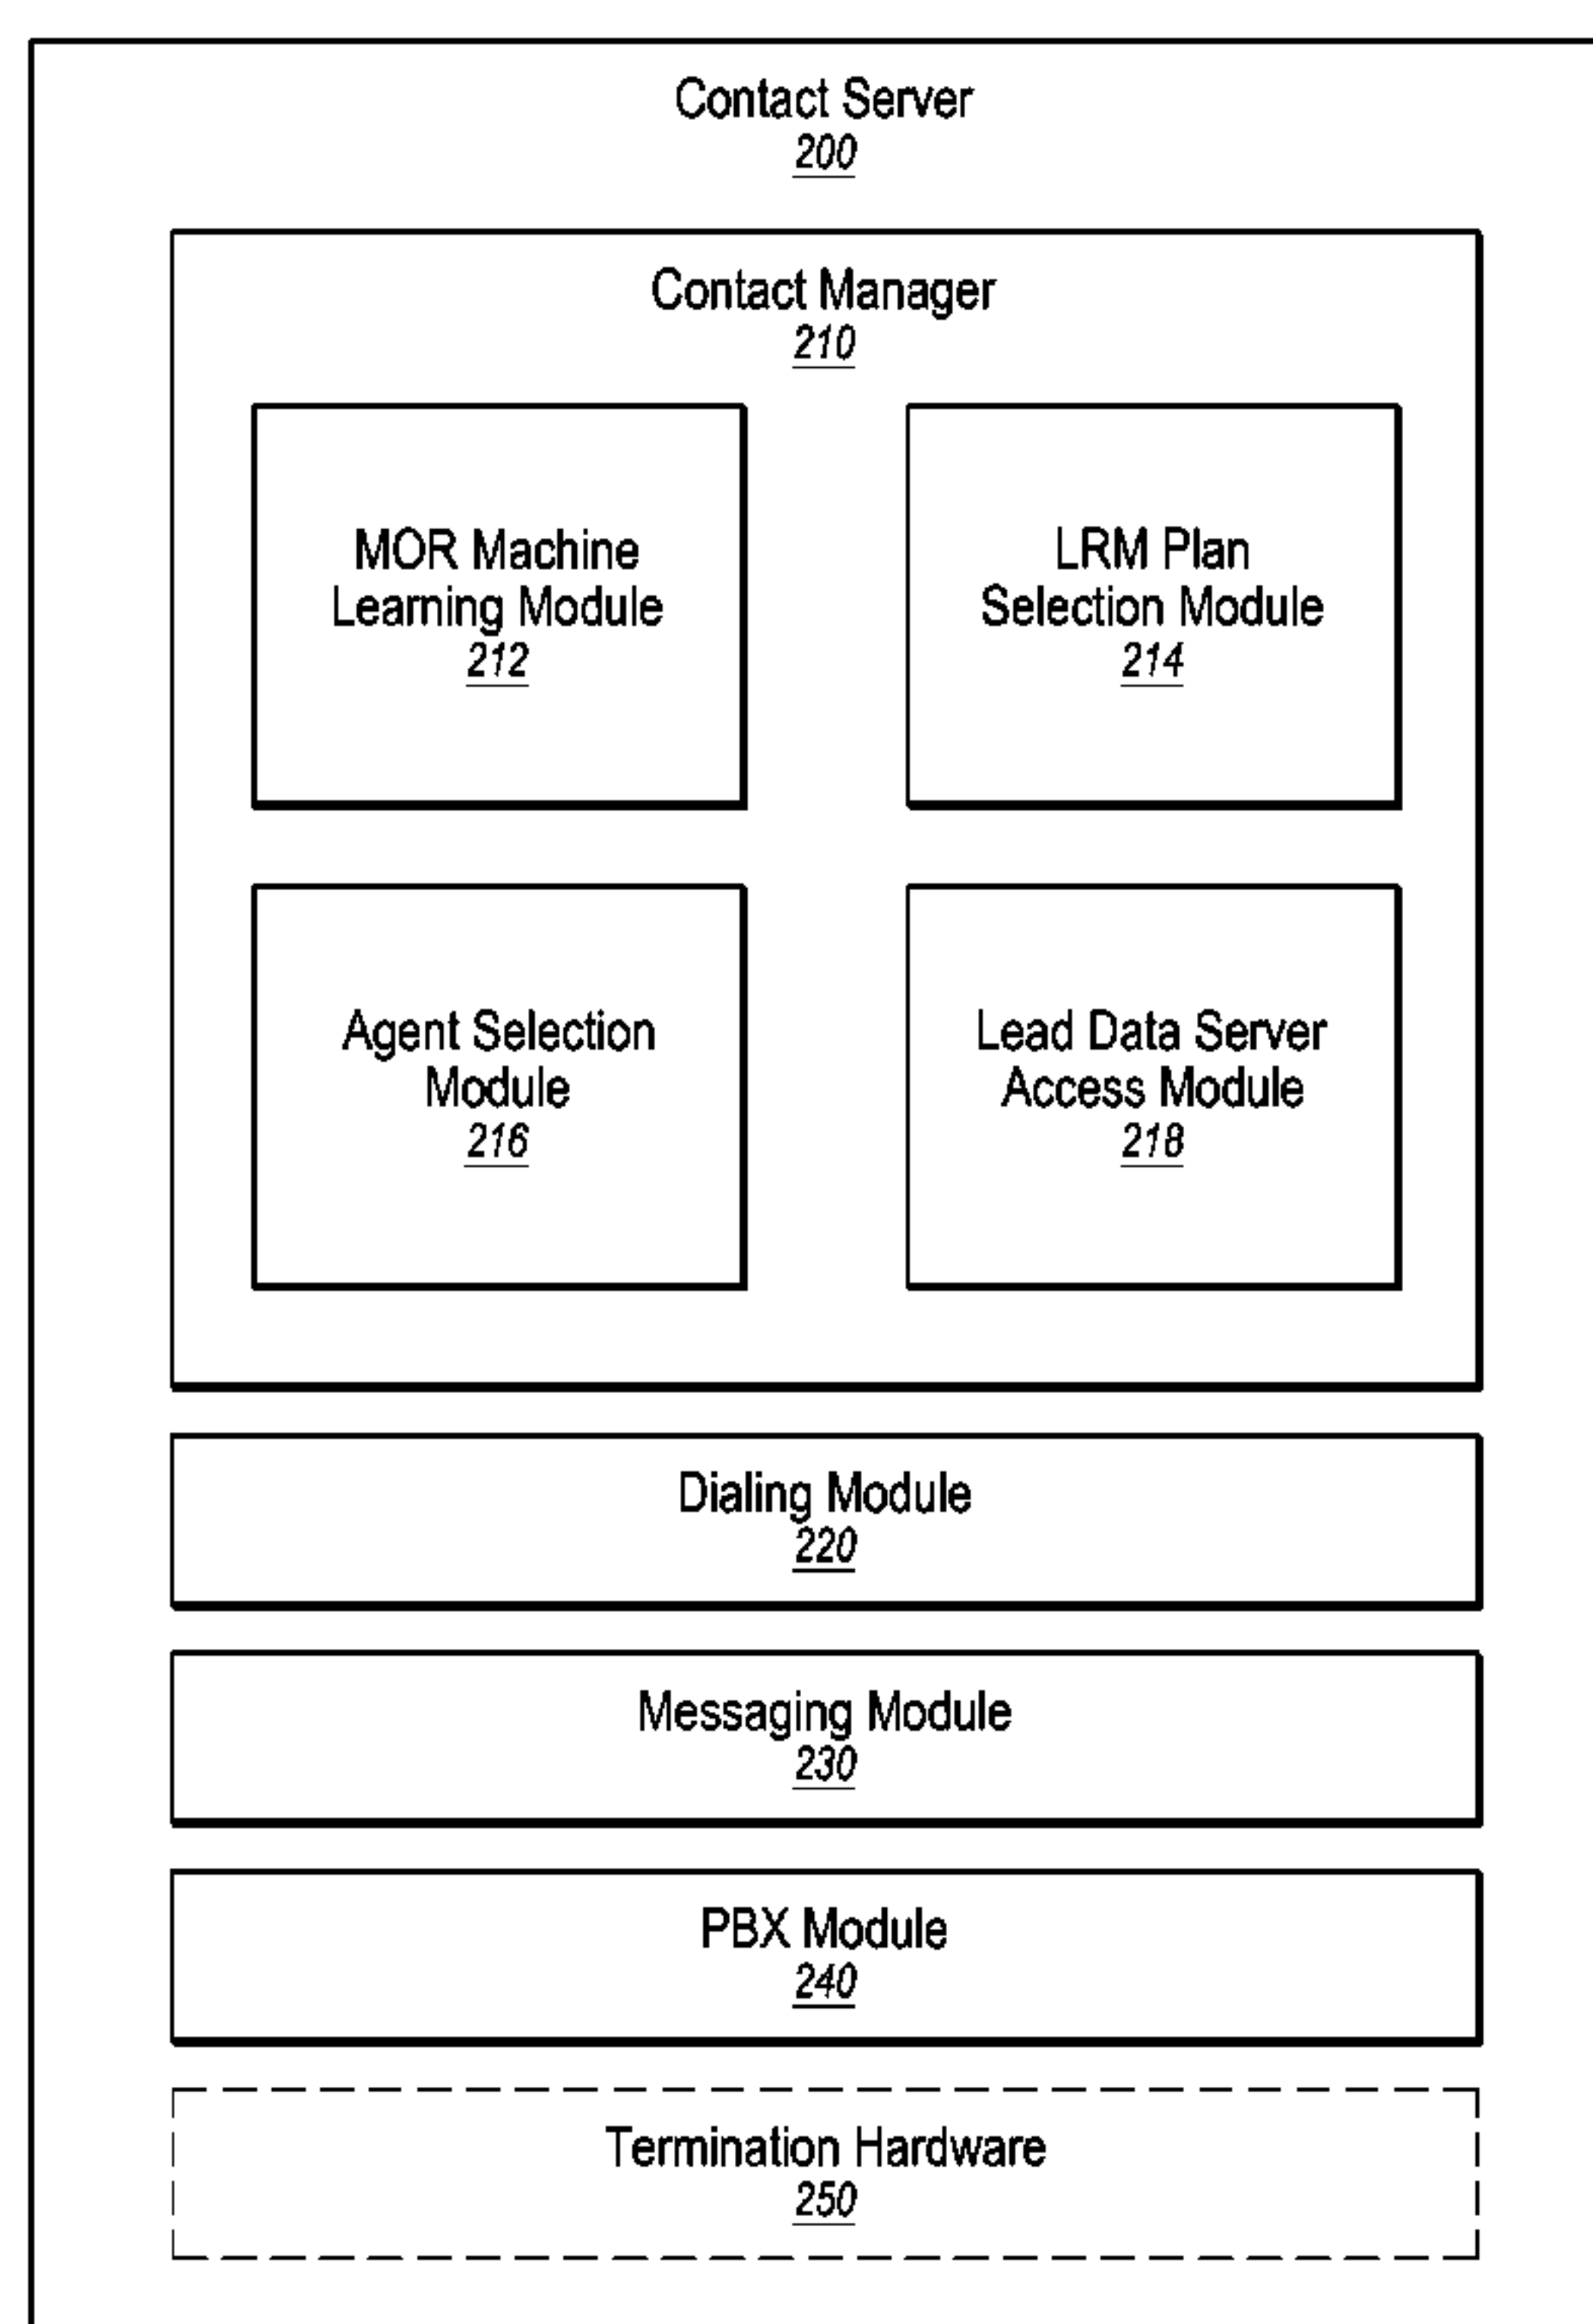 Contact Server
200
Contact Manager
210
MOR Machine
Learning Module
212
LRM Plan
Selection Module
214
Agent Selection
Module
216
Lead Data Server
Access Module
218
Dialing Module
220
Messaging Module
230
PBX Module
240
Termination Hardware
250